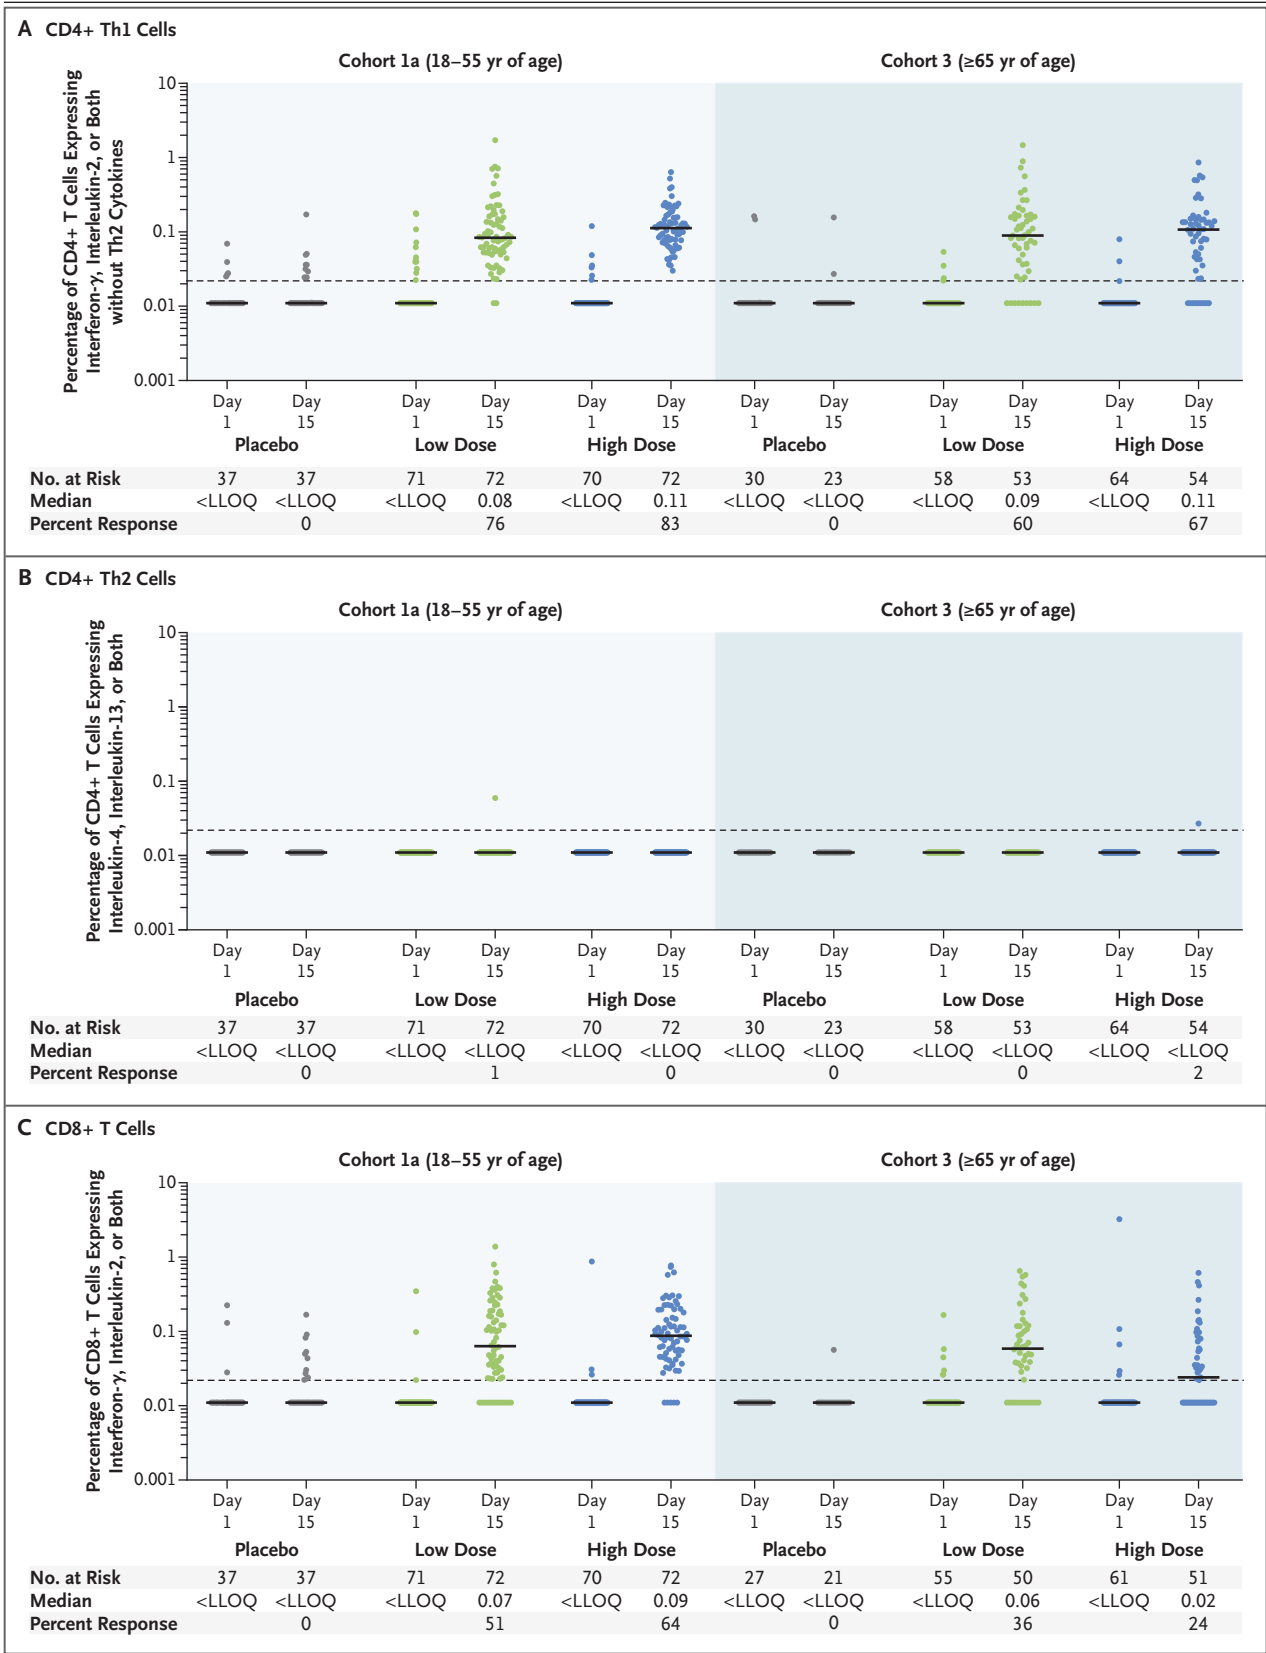 A CD4+ Th1 Cells
Cohort 1a (18–55 yr of age) Cohort 3 (≥65 yr of age)
Percentage of CD4+ T Cells Expressing
Interferon-γ, Interleukin-2, or Both
without Th2 Cytokines
10
1
0.1
0.01
0.001
Day Day Day Day Day Day Day Day Day Day Day Day
1 15 1 15 1 15 1 15 1 15 1 15
Placebo Low Dose High Dose Placebo Low Dose High Dose
No. at Risk 37 37 71 72 70 72 30 23 58 53 64 54
Median <LLOQ <LLOQ <LLOQ 0.08 <LLOQ 0.11 <LLOQ <LLOQ <LLOQ 0.09 <LLOQ 0.11
Percent Response 0 76 83 0 60 67
B CD4+ Th2 Cells
Cohort 1a (18–55 yr of age) Cohort 3 (≥65 yr of age)
Percentage of CD4+ T Cells Expressing
Interleukin-4, Interleukin-13, or Both
10
1
0.1
0.01
0.001
Day Day Day Day Day Day Day Day Day Day Day Day
1 15 1 15 1 15 1 15 1 15 1 15
Placebo Low Dose High Dose Placebo Low Dose High Dose
No. at Risk 37 37 71 72 70 72 30 23 58 53 64 54
Median <LLOQ <LLOQ <LLOQ <LLOQ <LLOQ <LLOQ <LLOQ <LLOQ <LLOQ <LLOQ <LLOQ <LLOQ
Percent Response 0 1 0 0 0 2
C CD8+ T Cells
Cohort 1a (18–55 yr of age) Cohort 3 (≥65 yr of age)
Percentage of CD8+ T Cells Expressing
Interferon-γ, Interleukin-2, or Both
10
1
0.1
0.01
0.001
Day Day Day Day Day Day Day Day Day Day Day Day
1 15 1 15 1 15 1 15 1 15 1 15
Placebo Low Dose High Dose Placebo Low Dose High Dose
No. at Risk 37 37 71 72 70 72 27 21 55 50 61 51
Median <LLOQ <LLOQ <LLOQ 0.07 <LLOQ 0.09 <LLOQ <LLOQ <LLOQ 0.06 <LLOQ 0.02
Percent Response 0 51 64 0 36 24